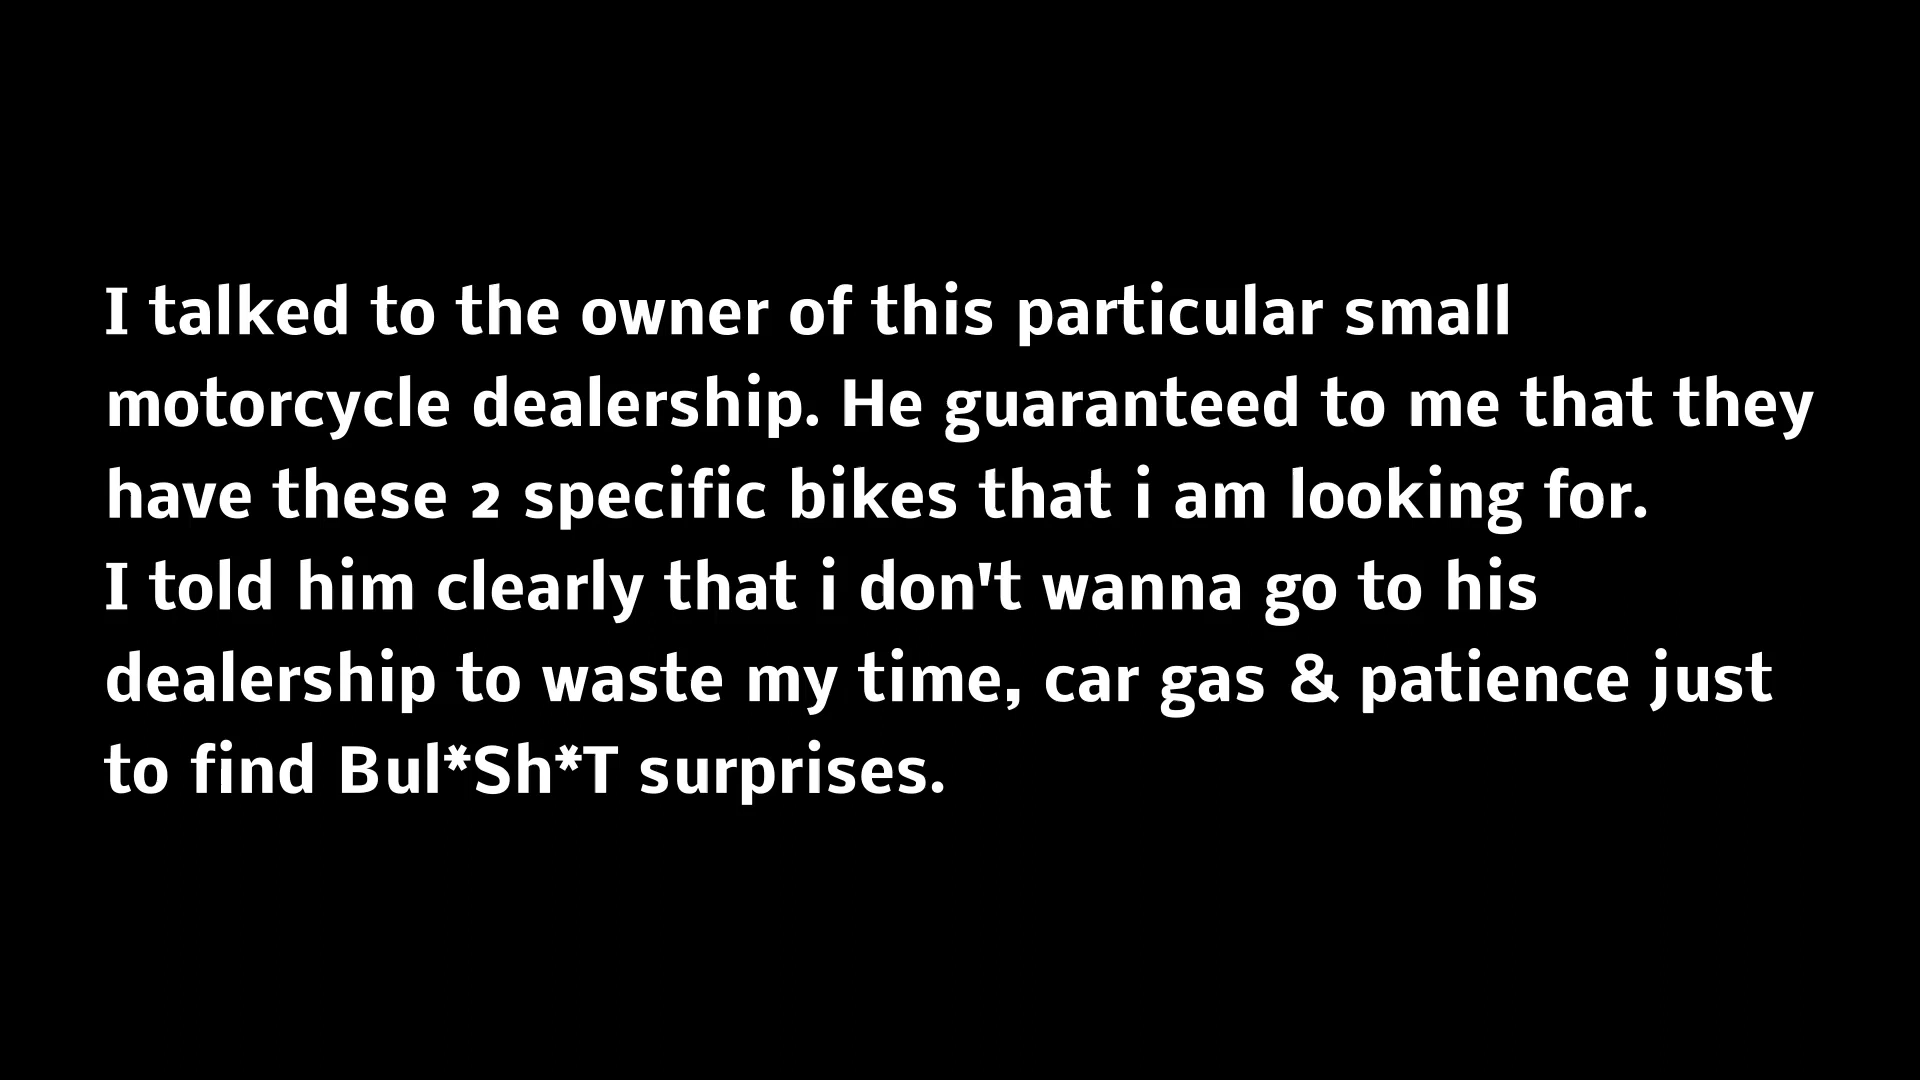 I talked to the owner of this particular small
motorcycle dealership. He guaranteed to me that they
have these 2 specific bikes that i am looking for.
I told him clearly that i don't wanna go to his
dealership to waste my time, car gas & patience just
to find Bul*Sh*T surprises.